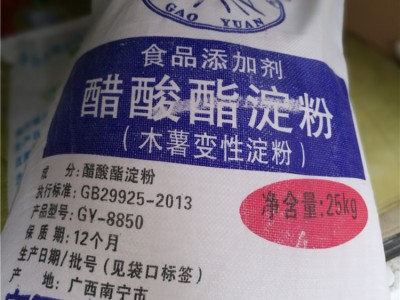 GAO YUAN
食品添加剂
醋酸酯淀粉
(木薯变性淀粉)
成 分:醋酸酯淀粉
执行标准:GB29925-2013
产品型号:GY-8850
保 质 期:12个月
生产日期/批号(见袋口标签)
产 地:广西南宁市
净含量:25kg